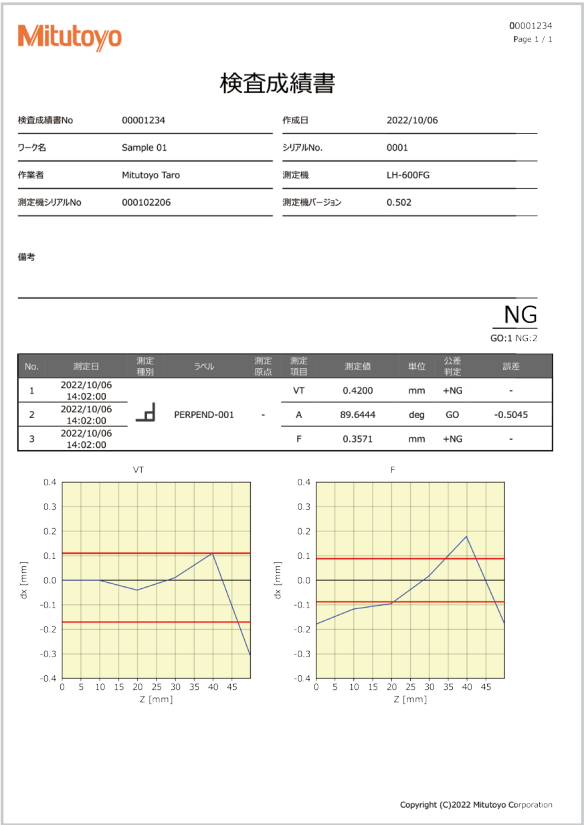 Mitutoyo
00001234
Page 1 / 1
検査成績書
検査成績書No 00001234 作成日 2022/10/06
ワーク名 Sample 01 シリアルNo. 0001
作業者 Mitutoyo Taro 測定機 LH-600FG
測定機シリアルNo 000102206 測定機バージョン 0.502
備考
NG
GO:1 NG:2
No. 測定日 測定種別 ラベル 測定原点 測定項目 測定値 単位 公差判定 誤差
1 2022/10/06 14:02:00 VT 0.4200 mm +NG -
2 2022/10/06 14:02:00 PERPEND-001 - A 89.6444 deg GO -0.5045
3 2022/10/06 14:02:00 F 0.3571 mm +NG -
VT
0.4
0.3
0.2
0.1
0.0
-0.1
-0.2
-0.3
-0.4
dx [mm]
0 5 10 15 20 25 30 35 40 45
Z [mm]
F
0.4
0.3
0.2
0.1
0.0
-0.1
-0.2
-0.3
-0.4
dx [mm]
0 5 10 15 20 25 30 35 40 45
Z [mm]
Copyright (C)2022 Mitutoyo Corporation